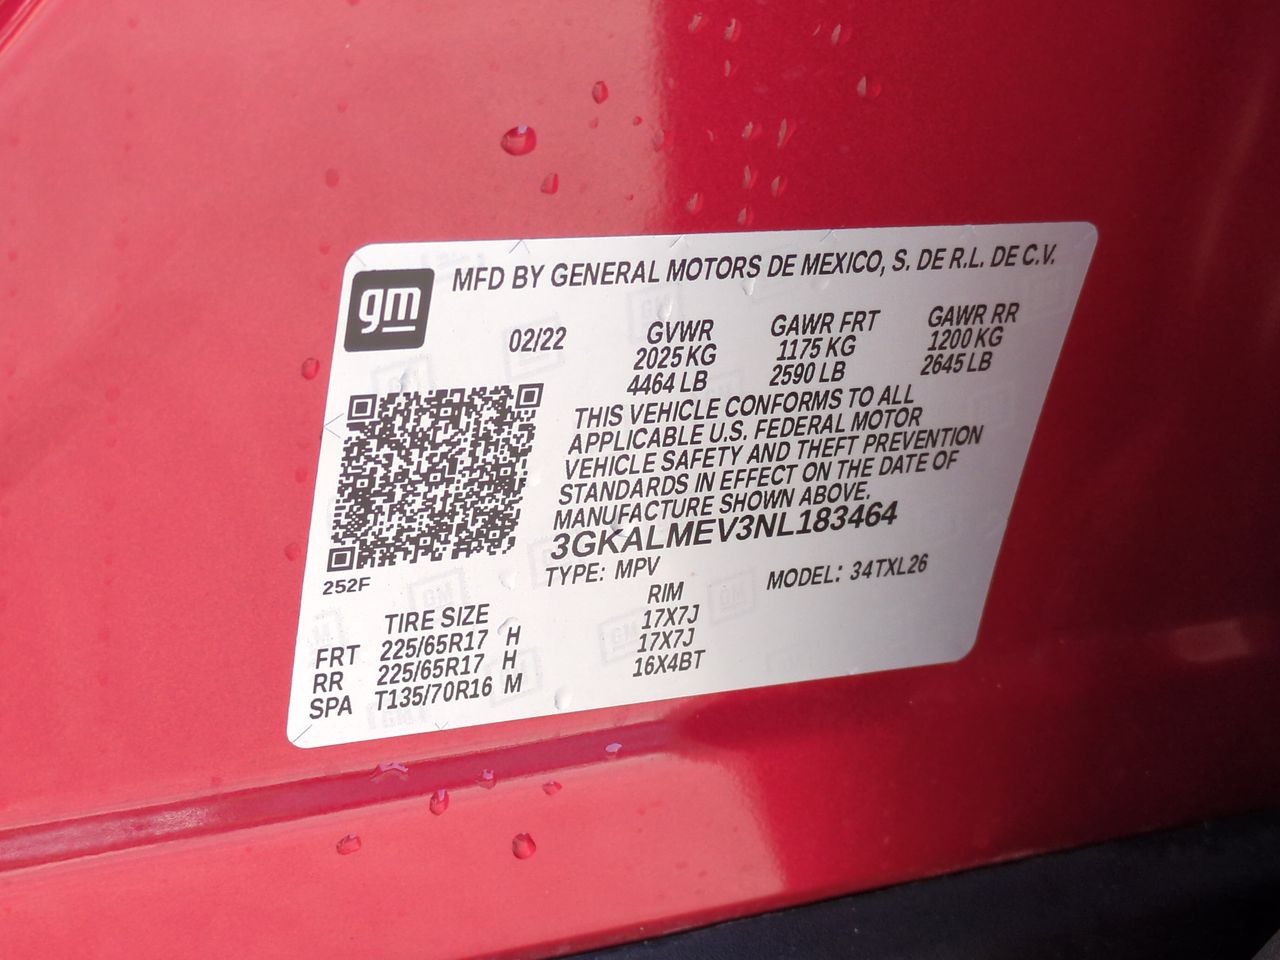 gm
MFD BY GENERAL MOTORS DE MEXICO, S. DE R.L. DE C.V.
02/22 GVWR GAWR FRT GAWR RR
2025 KG 1175 KG 1200 KG
4464 LB 2590 LB 2645 LB
THIS VEHICLE CONFORMS TO ALL
APPLICABLE U.S. FEDERAL MOTOR
VEHICLE SAFETY AND THEFT PREVENTION
STANDARDS IN EFFECT ON THE DATE OF
MANUFACTURE SHOWN ABOVE.
3GKALMEV3NL183464
252F
TYPE: MPV MODEL: 34TXL26
TIRE SIZE RIM
FRT 225/65R17 H 17X7J
RR 225/65R17 H 17X7J
SPA T135/70R16 M 16X4BT